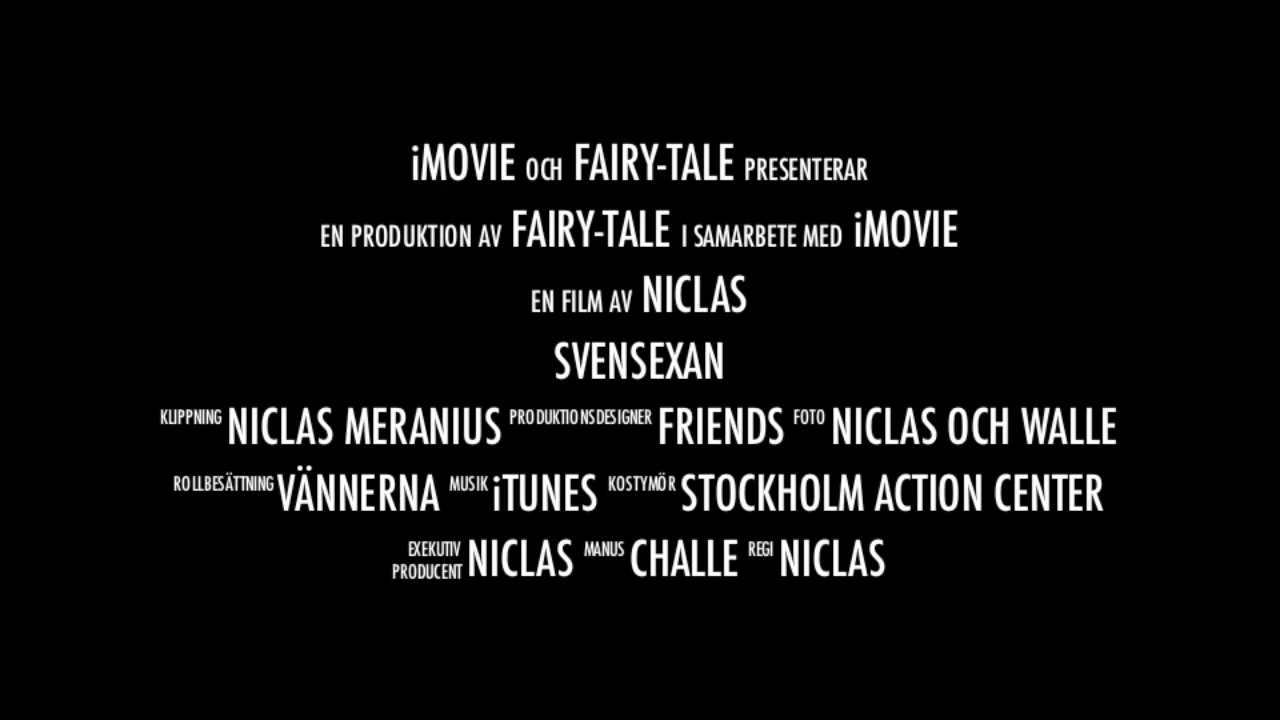 iMOVIE OCH FAIRY-TALE PRESENTERAR
EN PRODUKTION AV FAIRY-TALE I SAMARBETE MED iMOVIE
EN FILM AV NICLAS
SVENSEXAN
KLIPPNING NICLAS MERANIUS PRODUKTIONSDESIGNER FRIENDS FOTO NICLAS OCH WALLE
ROLLBESÄTTNING VÄNNERNA MUSIK iTUNES KOSTYMÖR STOCKHOLM ACTION CENTER
EXEKUTIV PRODUCENT NICLAS MANUS CHALLE REGI NICLAS